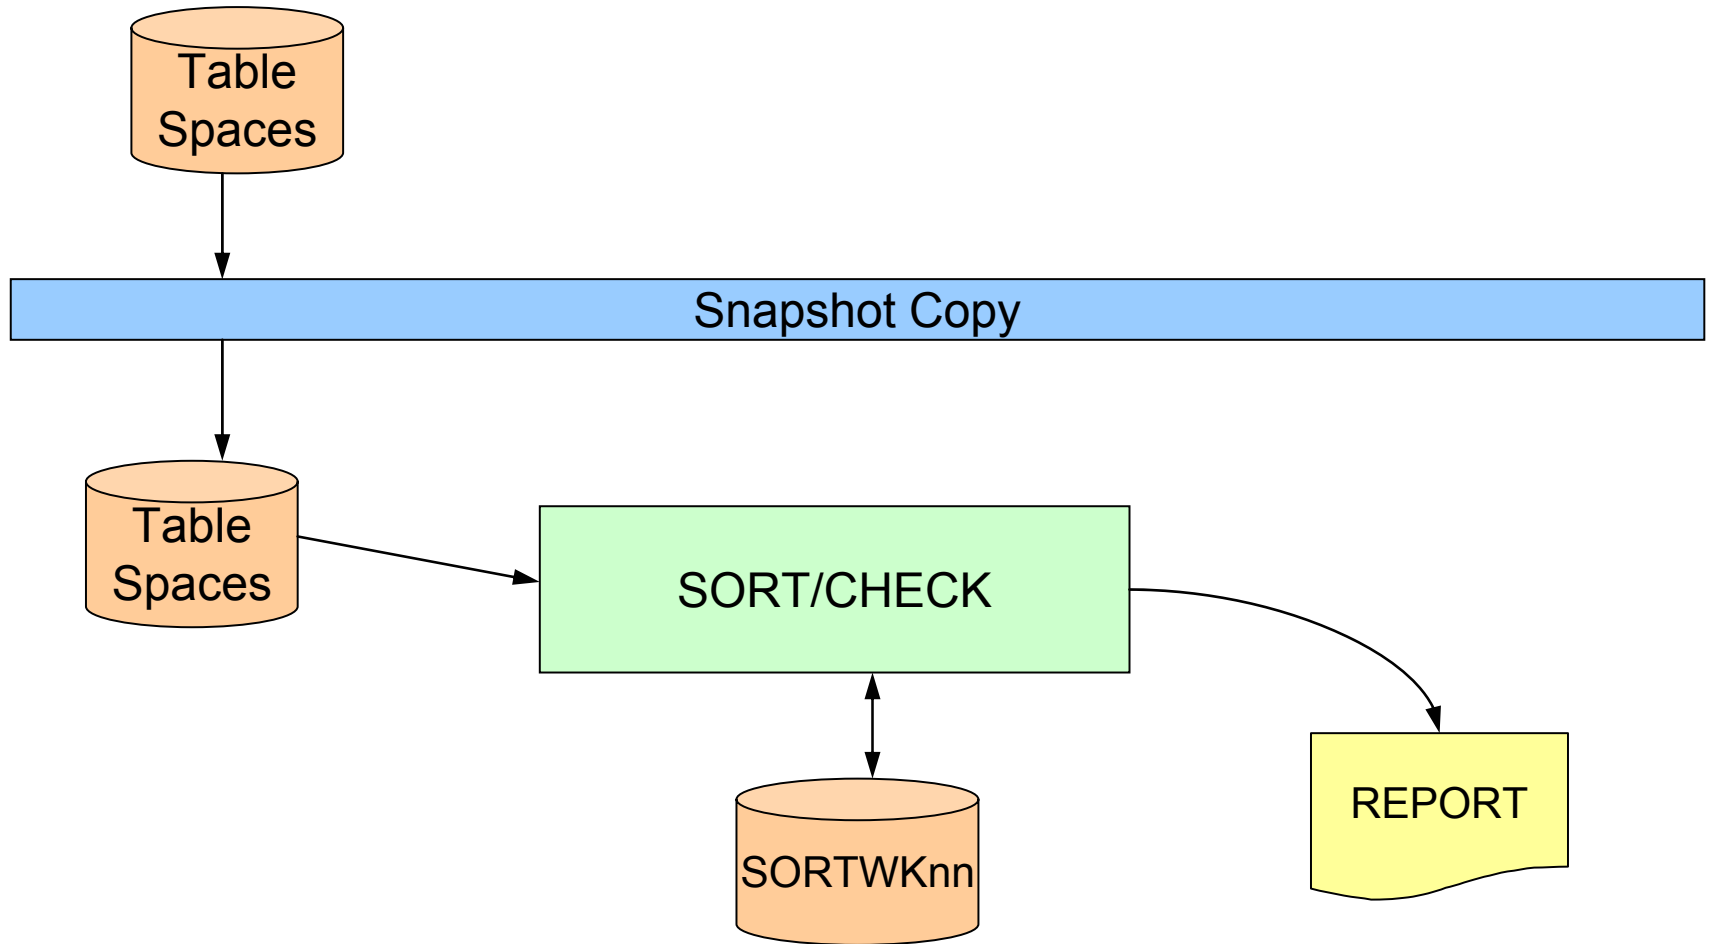 Table
Spaces
Snapshot Copy
Table
Spaces
SORT/CHECK
REPORT
SORTWKnn